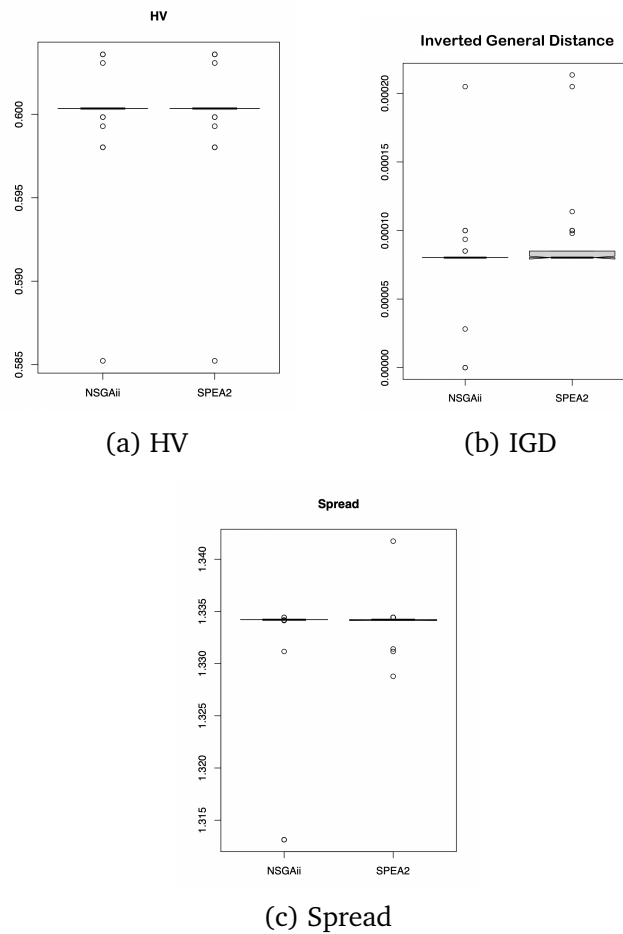 HV
0.600
0.595
0.590
0.585
NSGAii
SPEA2
(a) HV
Inverted General Distance
0.00020
0.00015
0.00010
0.00005
0.00000
NSGAii
SPEA2
(b) IGD
Spread
1.340
1.335
1.330
1.325
1.320
1.315
NSGAii
SPEA2
(c) Spread